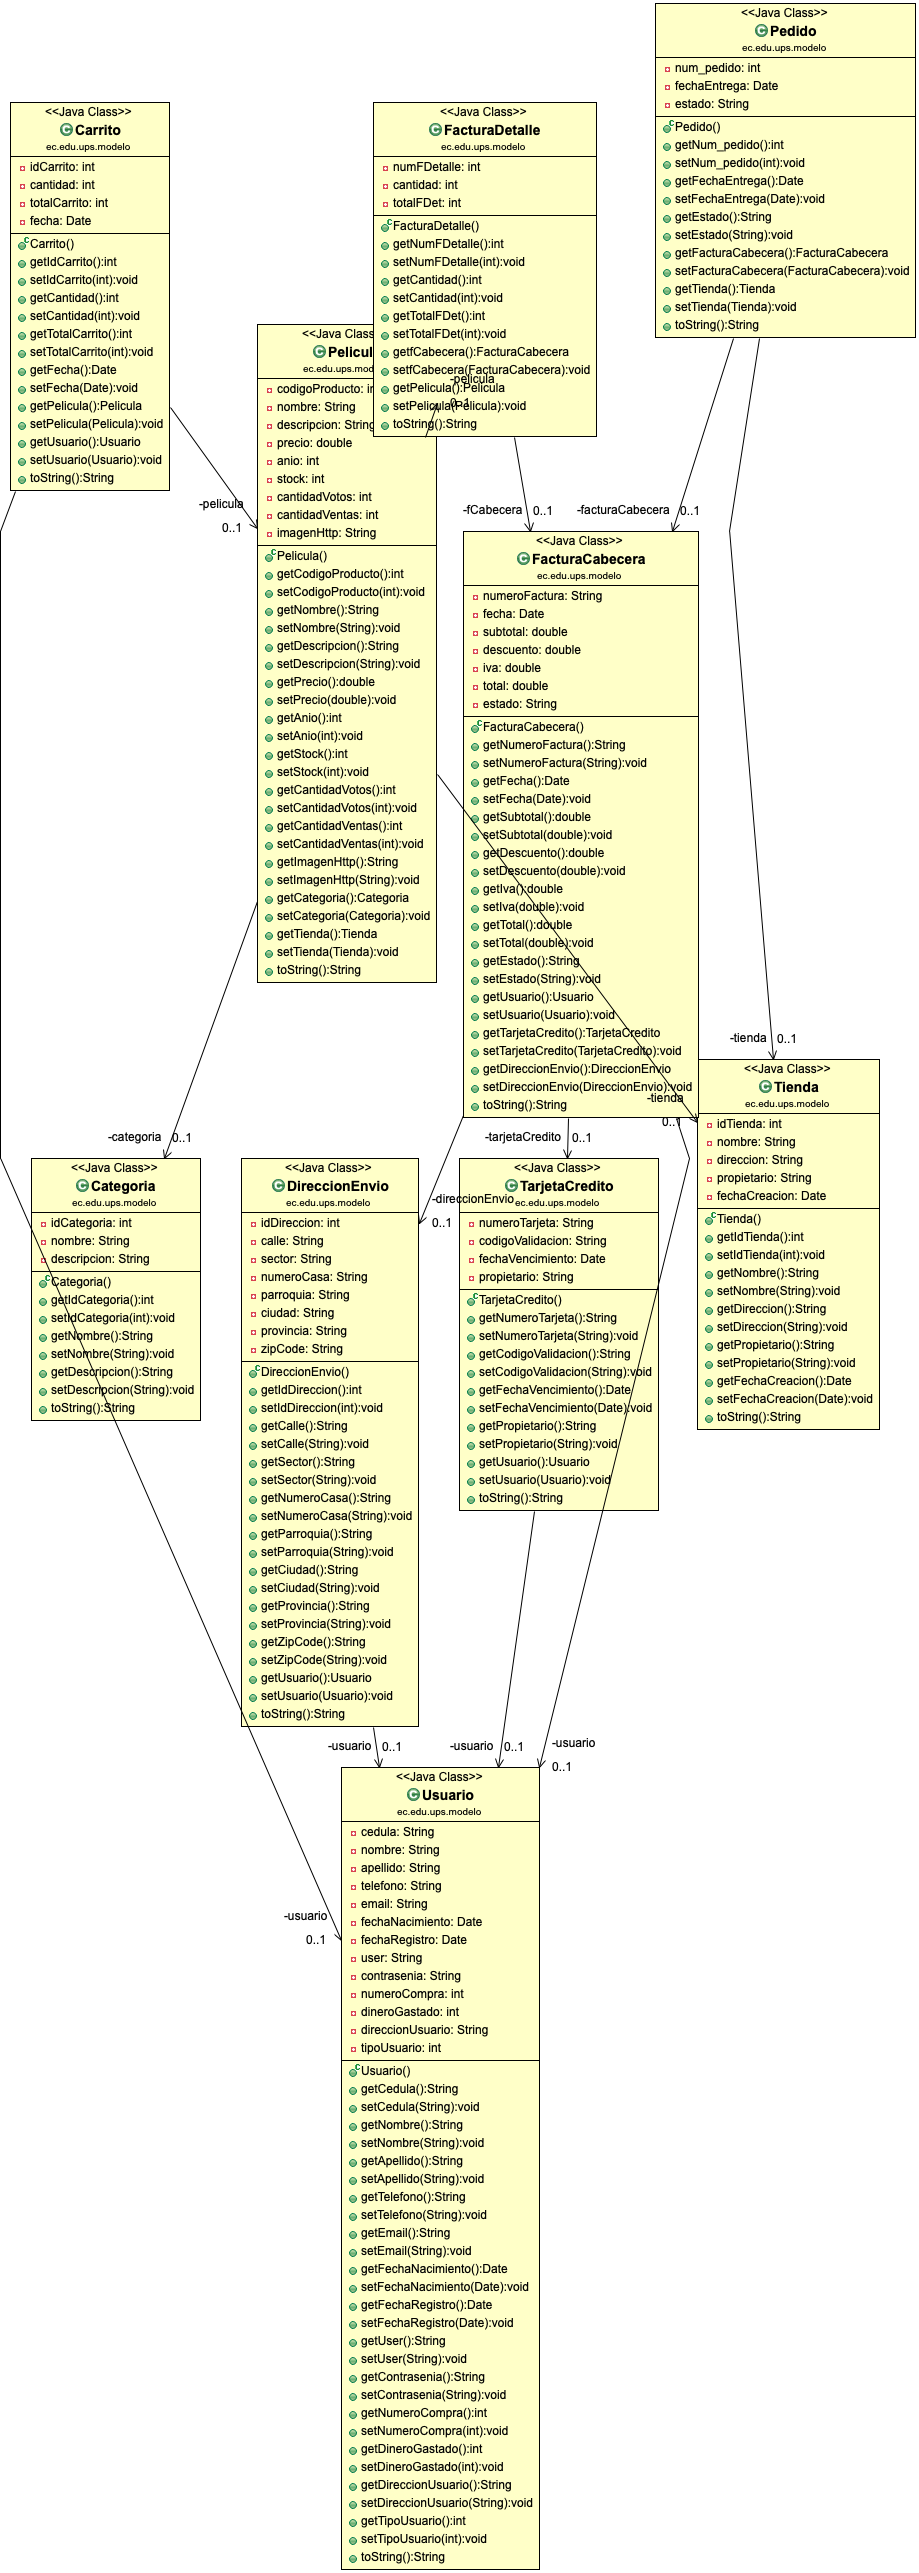 <<Java Class>>
Pedido
ec.edu.ups.modelo
num_pedido: int
fechaEntrega: Date
estado: String
Pedido()
getNum_pedido():int
setNum_pedido(int):void
getFechaEntrega():Date
setFechaEntrega(Date):void
getEstado():String
setEstado(String):void
getFacturaCabecera():FacturaCabecera
setFacturaCabecera(FacturaCabecera):void
getTienda():Tienda
setTienda(Tienda):void
toString():String
<<Java Class>>
Carrito
ec.edu.ups.modelo
idCarrito: int
cantidad: int
totalCarrito: int
fecha: Date
Carrito()
getIdCarrito():int
setIdCarrito(int):void
getCantidad():int
setCantidad(int):void
getTotalCarrito():int
setTotalCarrito(int):void
getFecha():Date
setFecha(Date):void
getPelicula():Pelicula
setPelicula(Pelicula):void
getUsuario():Usuario
setUsuario(Usuario):void
toString():String
<<Java Class>>
FacturaDetalle
ec.edu.ups.modelo
numFDetalle: int
cantidad: int
totalFDet: int
FacturaDetalle()
getNumFDetalle():int
setNumFDetalle(int):void
getCantidad():int
setCantidad(int):void
getTotalFDet():int
setTotalFDet(int):void
getfCabecera():FacturaCabecera
setfCabecera(FacturaCabecera):void
getPelicula():Pelicula
setPelicula(Pelicula):void
toString():String
-pelicula
0..1
<<Java Class
Pelicul
ec.edu.ups.mod
codigoProducto: in
nombre: String
descripcion: String
precio: double
anio: int
stock: int
cantidadVotos: int
cantidadVentas: int
imagenHttp: String
Pelicula()
getCodigoProducto():int
setCodigoProducto(int):void
getNombre():String
setNombre(String):void
getDescripcion():String
setDescripcion(String):void
getPrecio():double
setPrecio(double):void
getAnio():int
setAnio(int):void
getStock():int
setStock(int):void
getCantidadVotos():int
setCantidadVotos(int):void
getCantidadVentas():int
setCantidadVentas(int):void
getImagenHttp():String
setImagenHttp(String):void
getCategoria():Categoria
setCategoria(Categoria):void
getTienda():Tienda
setTienda(Tienda):void
toString():String
-pelicula
0..1
-fCabecera
0..1
-facturaCabecera
0..1
<<Java Class>>
FacturaCabecera
ec.edu.ups.modelo
numeroFactura: String
fecha: Date
subtotal: double
descuento: double
iva: double
total: double
estado: String
FacturaCabecera()
getNumeroFactura():String
setNumeroFactura(String):void
getFecha():Date
setFecha(Date):void
getSubtotal():double
setSubtotal(double):void
getDescuento():double
setDescuento(double):void
getIva():double
setIva(double):void
getTotal():double
setTotal(double):void
getEstado():String
setEstado(String):void
getUsuario():Usuario
setUsuario(Usuario):void
getTarjetaCredito():TarjetaCredito
setTarjetaCredito(TarjetaCredito):void
getDireccionEnvio():DireccionEnvio
setDireccionEnvio(DireccionEnvio):void
toString():String
-tienda
0..1
-tienda
0..1
<<Java Class>>
Tienda
ec.edu.ups.modelo
idTienda: int
nombre: String
direccion: String
propietario: String
fechaCreacion: Date
Tienda()
getIdTienda():int
setIdTienda(int):void
getNombre():String
setNombre(String):void
getDireccion():String
setDireccion(String):void
getPropietario():String
setPropietario(String):void
getFechaCreacion():Date
setFechaCreacion(Date):void
toString():String
-categoria
0..1
<<Java Class>>
Categoria
ec.edu.ups.modelo
idCategoria: int
nombre: String
descripcion: String
Categoria()
getIdCategoria():int
setIdCategoria(int):void
getNombre():String
setNombre(String):void
getDescripcion():String
setDescripcion(String):void
toString():String
<<Java Class>>
DireccionEnvio
ec.edu.ups.modelo
idDireccion: int
calle: String
sector: String
numeroCasa: String
parroquia: String
ciudad: String
provincia: String
zipCode: String
DireccionEnvio()
getIdDireccion():int
setIdDireccion(int):void
getCalle():String
setCalle(String):void
getSector():String
setSector(String):void
getNumeroCasa():String
setNumeroCasa(String):void
getParroquia():String
setParroquia(String):void
getCiudad():String
setCiudad(String):void
getProvincia():String
setProvincia(String):void
getZipCode():String
setZipCode(String):void
getUsuario():Usuario
setUsuario(Usuario):void
toString():String
-direccionEnvio
0..1
-tarjetaCredito
0..1
<<Java Class>>
TarjetaCredito
ec.edu.ups.modelo
numeroTarjeta: String
codigoValidacion: String
fechaVencimiento: Date
propietario: String
TarjetaCredito()
getNumeroTarjeta():String
setNumeroTarjeta(String):void
getCodigoValidacion():String
setCodigoValidacion(String):void
getFechaVencimiento():Date
setFechaVencimiento(Date):void
getPropietario():String
setPropietario(String):void
getUsuario():Usuario
setUsuario(Usuario):void
toString():String
-usuario
0..1
-usuario
0..1
-usuario
0..1
-usuario
0..1
<<Java Class>>
Usuario
ec.edu.ups.modelo
cedula: String
nombre: String
apellido: String
telefono: String
email: String
fechaNacimiento: Date
fechaRegistro: Date
user: String
contrasenia: String
numeroCompra: int
dineroGastado: int
direccionUsuario: String
tipoUsuario: int
Usuario()
getCedula():String
setCedula(String):void
getNombre():String
setNombre(String):void
getApellido():String
setApellido(String):void
getTelefono():String
setTelefono(String):void
getEmail():String
setEmail(String):void
getFechaNacimiento():Date
setFechaNacimiento(Date):void
getFechaRegistro():Date
setFechaRegistro(Date):void
getUser():String
setUser(String):void
getContrasenia():String
setContrasenia(String):void
getNumeroCompra():int
setNumeroCompra(int):void
getDineroGastado():int
setDineroGastado(int):void
getDireccionUsuario():String
setDireccionUsuario(String):void
getTipoUsuario():int
setTipoUsuario(int):void
toString():String